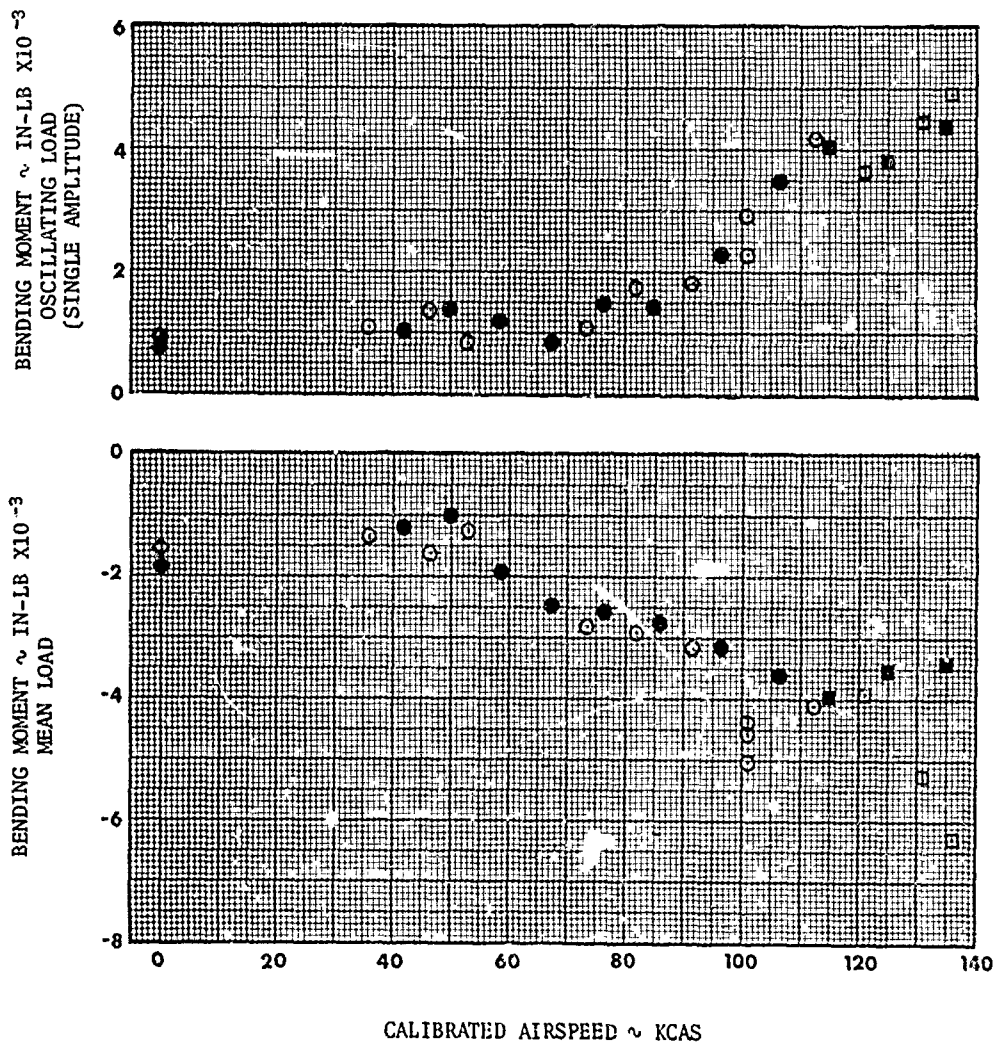 BENDING MOMENT ~ IN-LB X10⁻³
OSCILLATING LOAD
(SINGLE AMPLITUDE)
6
4
2
0
BENDING MOMENT ~ IN-LB X10⁻³
MEAN LOAD
0
-2
-4
-6
-8
0 20 40 60 80 100 120 140
CALIBRATED AIRSPEED ~ KCAS